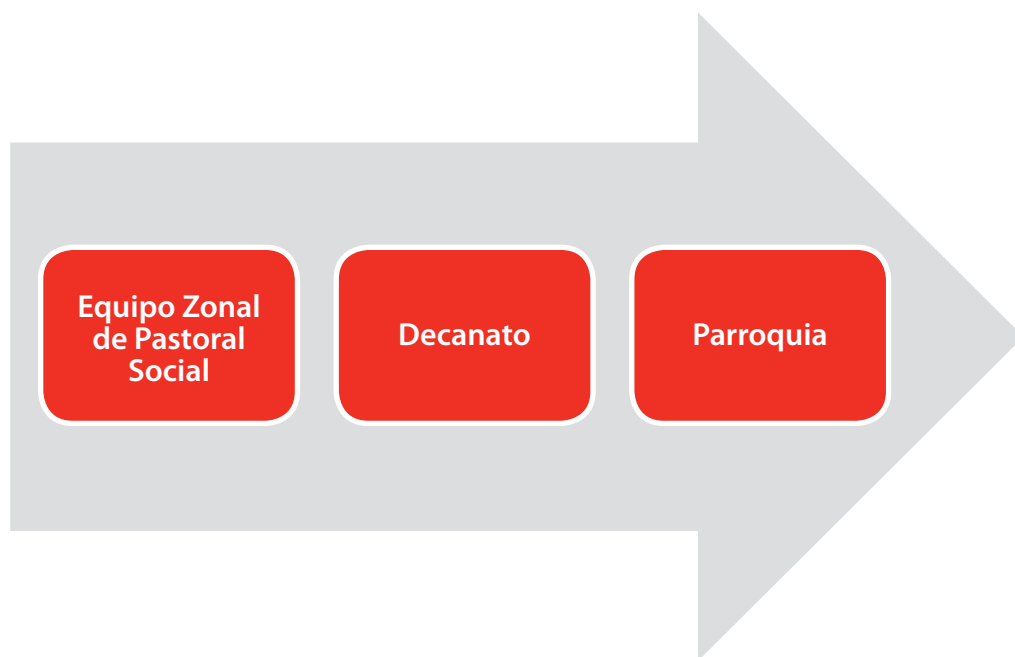 Equipo Zonal
de Pastoral
Social
Decanato
Parroquia